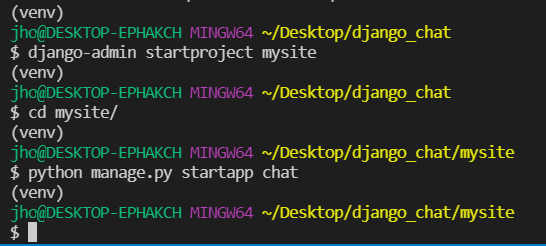 (venv)
jho@DESKTOP-EPHAKCH MINGW64 ~/Desktop/django_chat
$ django-admin startproject mysite
(venv)
jho@DESKTOP-EPHAKCH MINGW64 ~/Desktop/django_chat
$ cd mysite/
(venv)
jho@DESKTOP-EPHAKCH MINGW64 ~/Desktop/django_chat/mysite
$ python manage.py startapp chat
(venv)
jho@DESKTOP-EPHAKCH MINGW64 ~/Desktop/django_chat/mysite
$